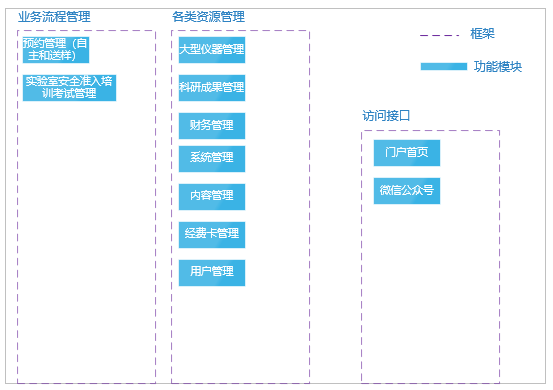 业务流程管理
预约管理（自
主和送样）
实验室安全准入培
训考试管理
各类资源管理
大型仪器管理
科研成果管理
财务管理
系统管理
内容管理
经费卡管理
用户管理
框架
功能模块
访问接口
门户首页
微信公众号